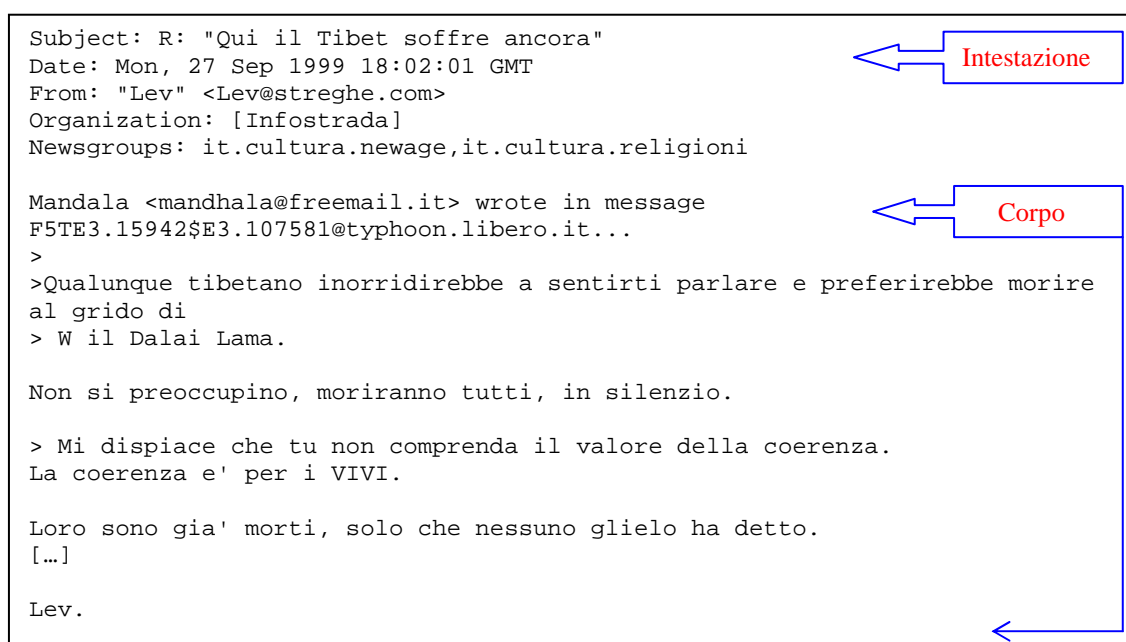 Subject: R: "Qui il Tibet soffre ancora"
Intestazione
Date: Mon, 27 Sep 1999 18:02:01 GMT
From: "Lev" <Lev@streghe.com>
Organization: [Infostrada]
Newsgroups: it.cultura.newage,it.cultura.religioni
Mandala <mandhala@freemail.it> wrote in message
Corpo
F5TE3.15942$E3.107581@typhoon.libero.it...
>
>Qualunque tibetano inorridirebbe a sentirti parlare e preferirebbe morire
al grido di
> W il Dalai Lama.
Non si preoccupino, moriranno tutti, in silenzio.
> Mi dispiace che tu non comprenda il valore della coerenza.
La coerenza e' per i VIVI.
Loro sono gia' morti, solo che nessuno glielo ha detto.
[…]
Lev.